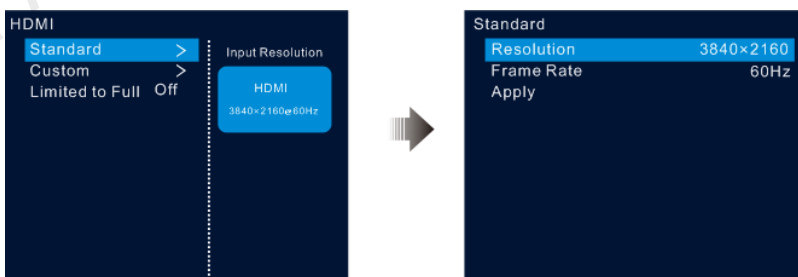 HDMI
Standard >
Custom >
Limited to Full Off
Input Resolution
HDMI
3840×2160@60Hz
Standard
Resolution 3840×2160
Frame Rate 60Hz
Apply